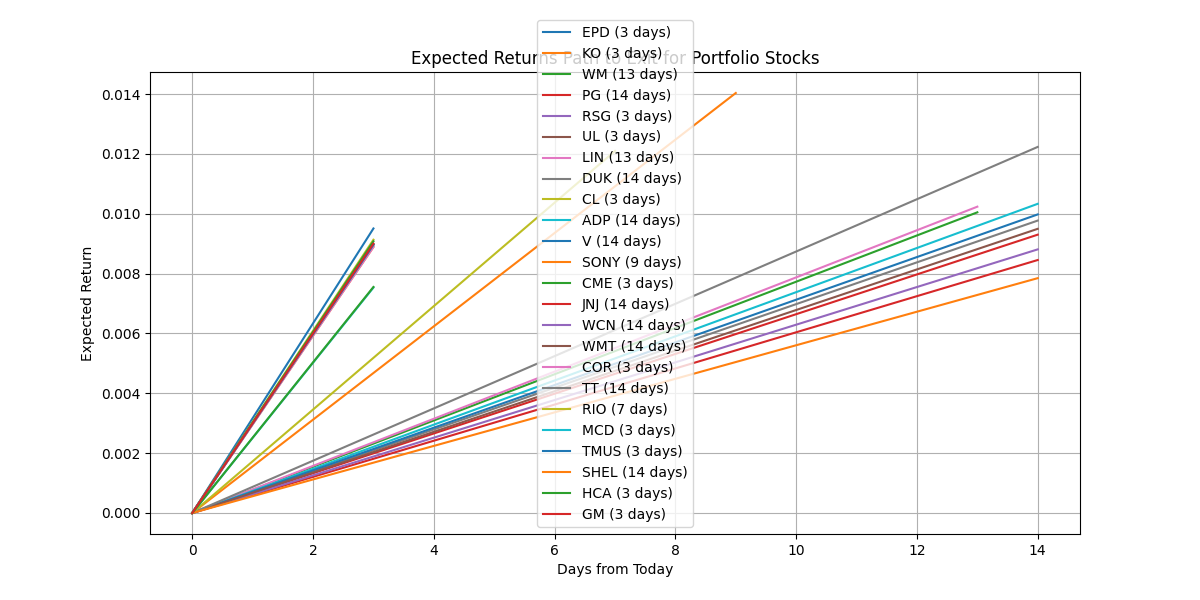 Expected Returns Path to Exit for Portfolio Stocks
EPD (3 days)
KO (3 days)
WM (13 days)
PG (14 days)
RSG (3 days)
UL (3 days)
LIN (13 days)
DUK (14 days)
CL (3 days)
ADP (14 days)
V (14 days)
SONY (9 days)
CME (3 days)
JNJ (14 days)
WCN (14 days)
WMT (14 days)
COR (3 days)
TT (14 days)
RIO (7 days)
MCD (3 days)
TMUS (3 days)
SHEL (14 days)
HCA (3 days)
GM (3 days)
Expected Return
0.014
0.012
0.010
0.008
0.006
0.004
0.002
0.000
0 2 4 6 8 10 12 14
Days from Today